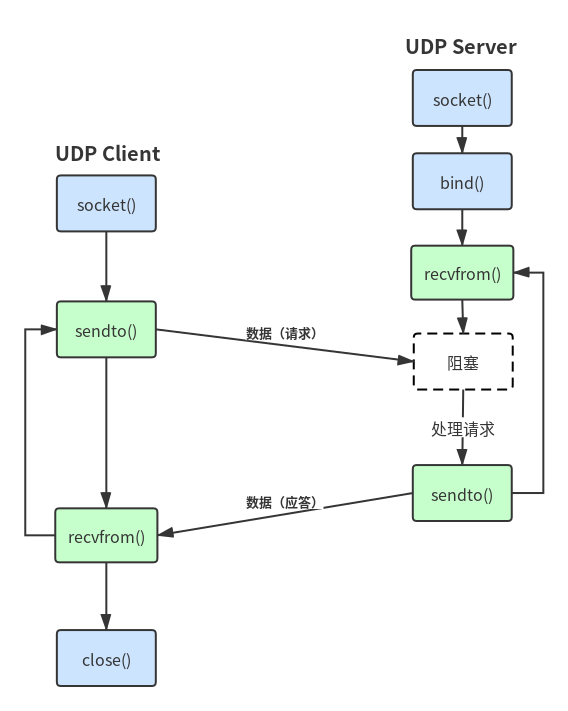 UDP Server
socket()
bind()
recvfrom()
阻塞
处理请求
sendto()
UDP Client
socket()
sendto()
数据（请求）
数据（应答）
recvfrom()
close()